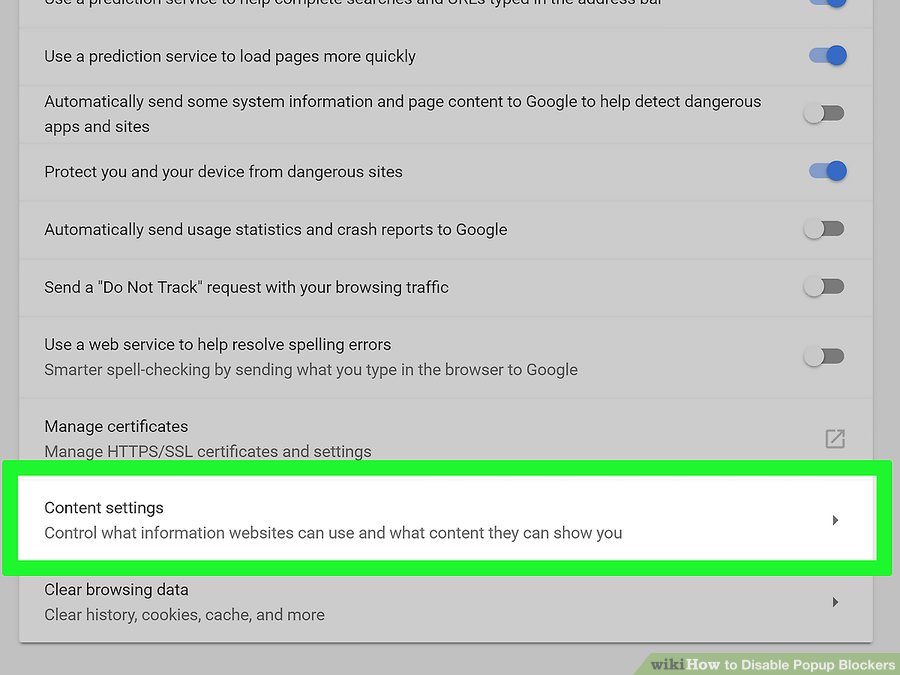 Use a prediction service to help complete searches and URLs typed in the address bar
Use a prediction service to load pages more quickly
Automatically send some system information and page content to Google to help detect dangerous
apps and sites
Protect you and your device from dangerous sites
Automatically send usage statistics and crash reports to Google
Send a "Do Not Track" request with your browsing traffic
Use a web service to help resolve spelling errors
Smarter spell-checking by sending what you type in the browser to Google
Manage certificates
Manage HTTPS/SSL certificates and settings
Content settings
Control what information websites can use and what content they can show you
Clear browsing data
Clear history, cookies, cache, and more
wikiHow to Disable Popup Blockers